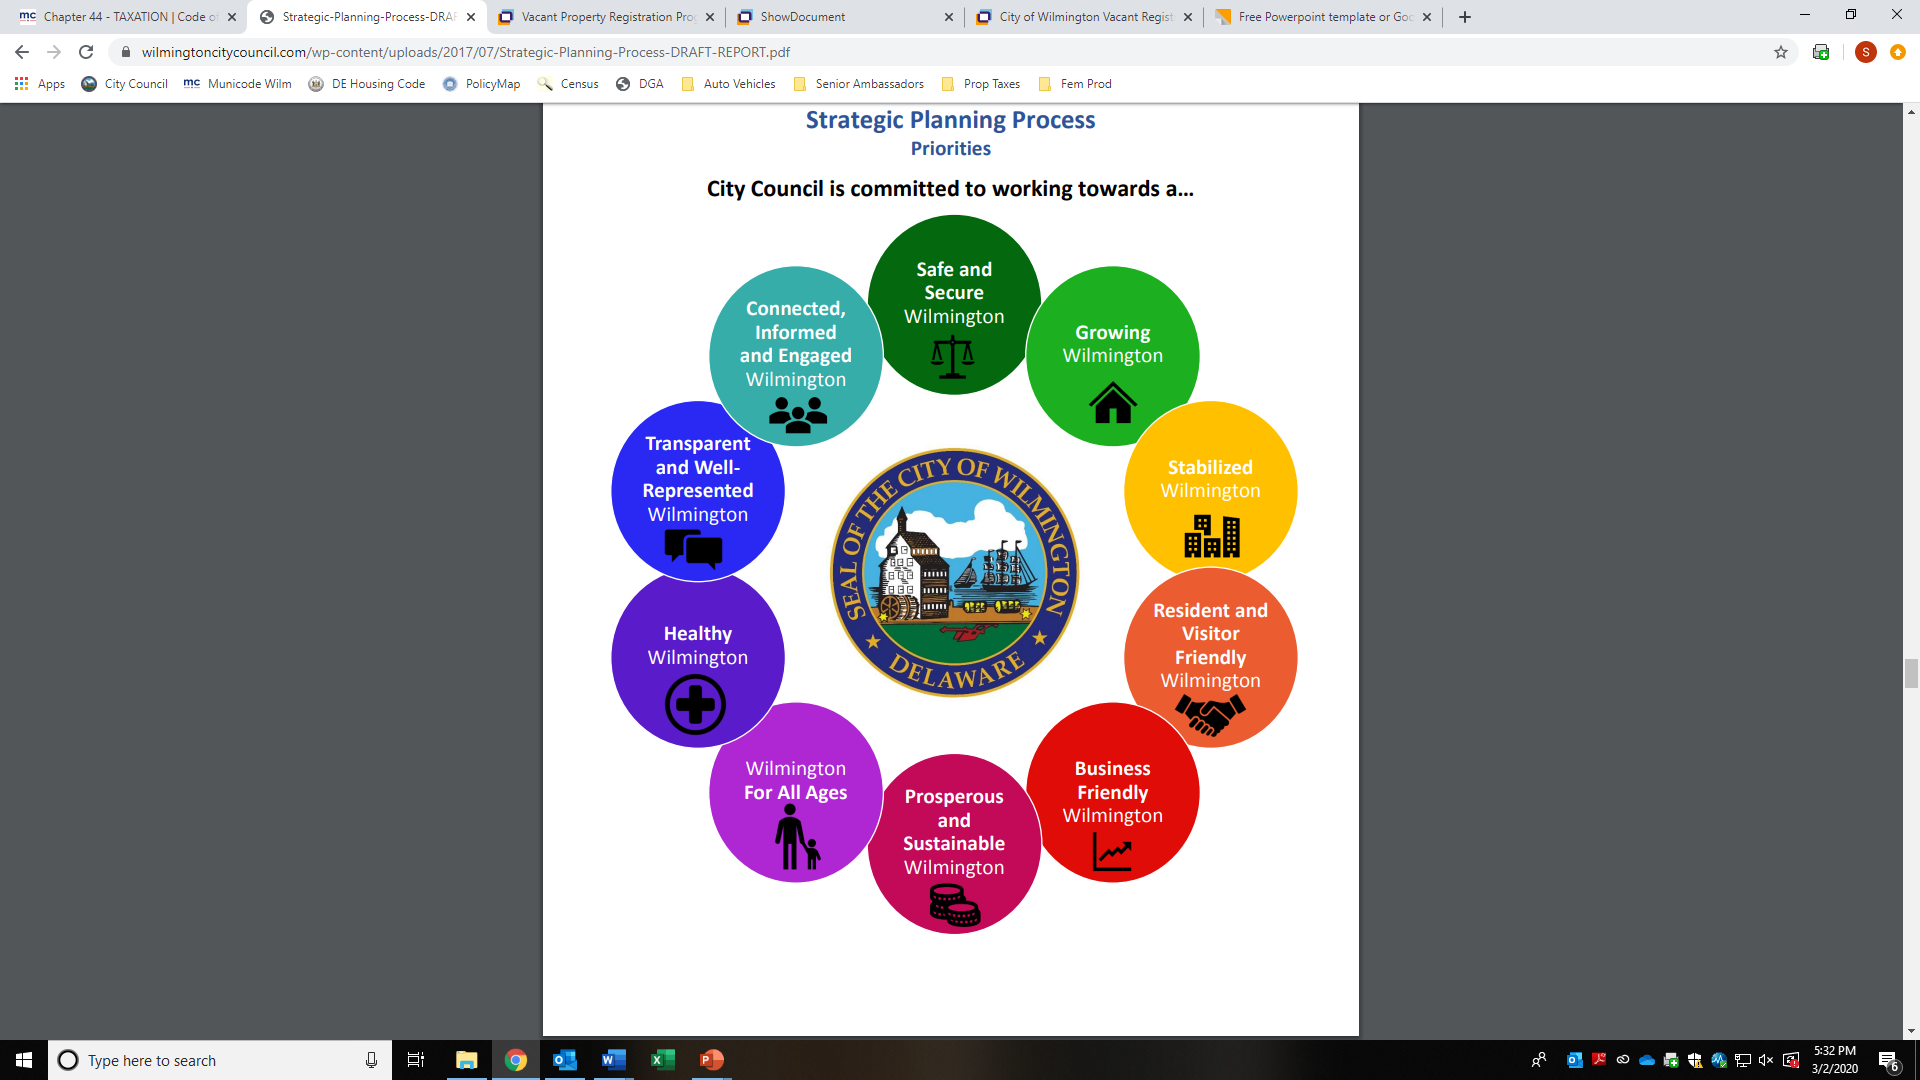 Chapter 44 - TAXATION | Code of
Strategic-Planning-Process-DRAF
Vacant Property Registration Pro
ShowDocument
City of Wilmington Vacant Regist
Free Powerpoint template or Goo
wilmingtoncitycouncil.com/wp-content/uploads/2017/07/Strategic-Planning-Process-DRAFT-REPORT.pdf
S
Apps
City Council
mc Municode Wilm
DE Housing Code
PolicyMap
Census
DGA
Auto Vehicles
Senior Ambassadors
Prop Taxes
Fem Prod
Strategic Planning Process
Priorities
City Council is committed to working towards a...
Safe and
Secure
Wilmington
Growing
Wilmington
Stabilized
Wilmington
Resident and
Visitor
Friendly
Wilmington
Business
Friendly
Wilmington
Prosperous
and
Sustainable
Wilmington
Wilmington
For All Ages
Healthy
Wilmington
Transparent
and Well-
Represented
Wilmington
Connected,
Informed
and Engaged
Wilmington
SEAL OF THE CITY OF WILMINGTON
DELAWARE
Type here to search
5:32 PM
3/2/2020
6